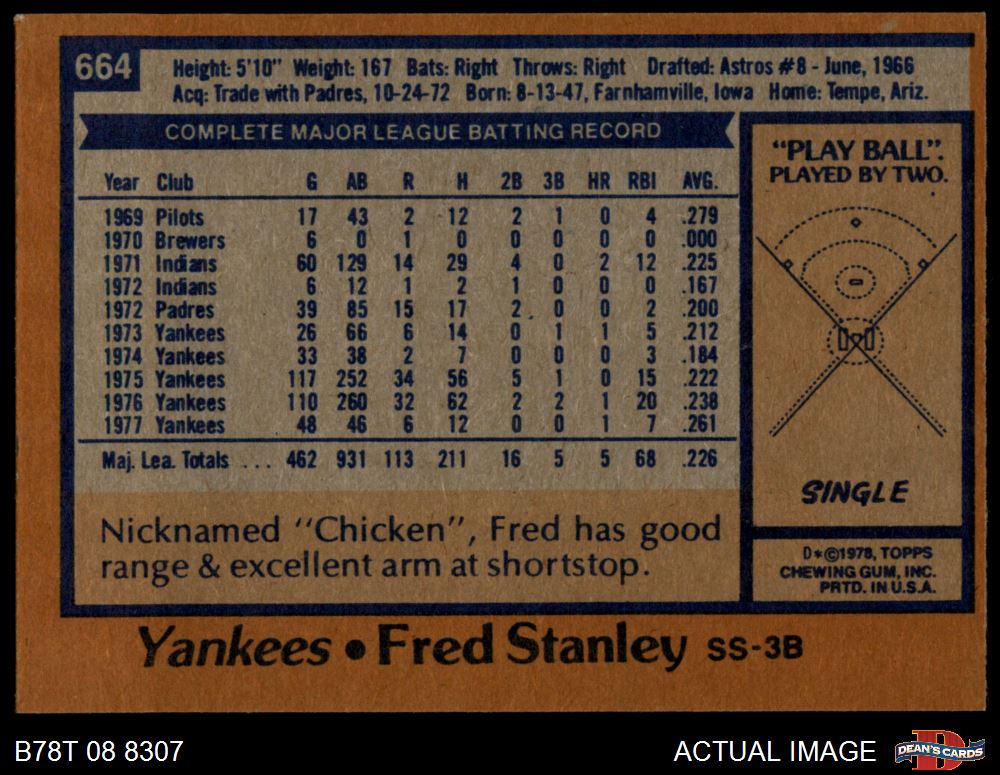 664
Height: 5'10" Weight: 167 Bats: Right Throws: Right Drafted: Astros #8 - June, 1966
Acq: Trade with Padres, 10-24-72 Born: 8-13-47, Farnhamville, Iowa Home: Tempe, Ariz.
COMPLETE MAJOR LEAGUE BATTING RECORD
Year Club G AB R H 2B 3B HR RBI AVG.
1969 Pilots 17 43 2 12 2 1 0 4 .279
1970 Brewers 6 0 1 0 0 0 0 0 .000
1971 Indians 60 129 14 29 4 0 2 12 .225
1972 Indians 6 12 1 2 1 0 0 0 .167
1972 Padres 39 85 15 17 2 0 0 2 .200
1973 Yankees 26 66 6 14 0 1 1 5 .212
1974 Yankees 33 38 2 7 0 0 0 3 .184
1975 Yankees 117 252 34 56 5 1 0 15 .222
1976 Yankees 110 260 32 62 2 2 1 20 .238
1977 Yankees 48 46 6 12 0 0 1 7 .261
Maj. Lea. Totals ... 462 931 113 211 16 5 5 68 .226
Nicknamed "Chicken", Fred has good
range & excellent arm at shortstop.
"PLAY BALL".
PLAYED BY TWO.
SINGLE
D*©1978, TOPPS
CHEWING GUM, INC.
PRTD. IN U.S.A.
Yankees • Fred Stanley SS-3B
B78T 08 8307
ACTUAL IMAGE
D
DEAN'S CARDS